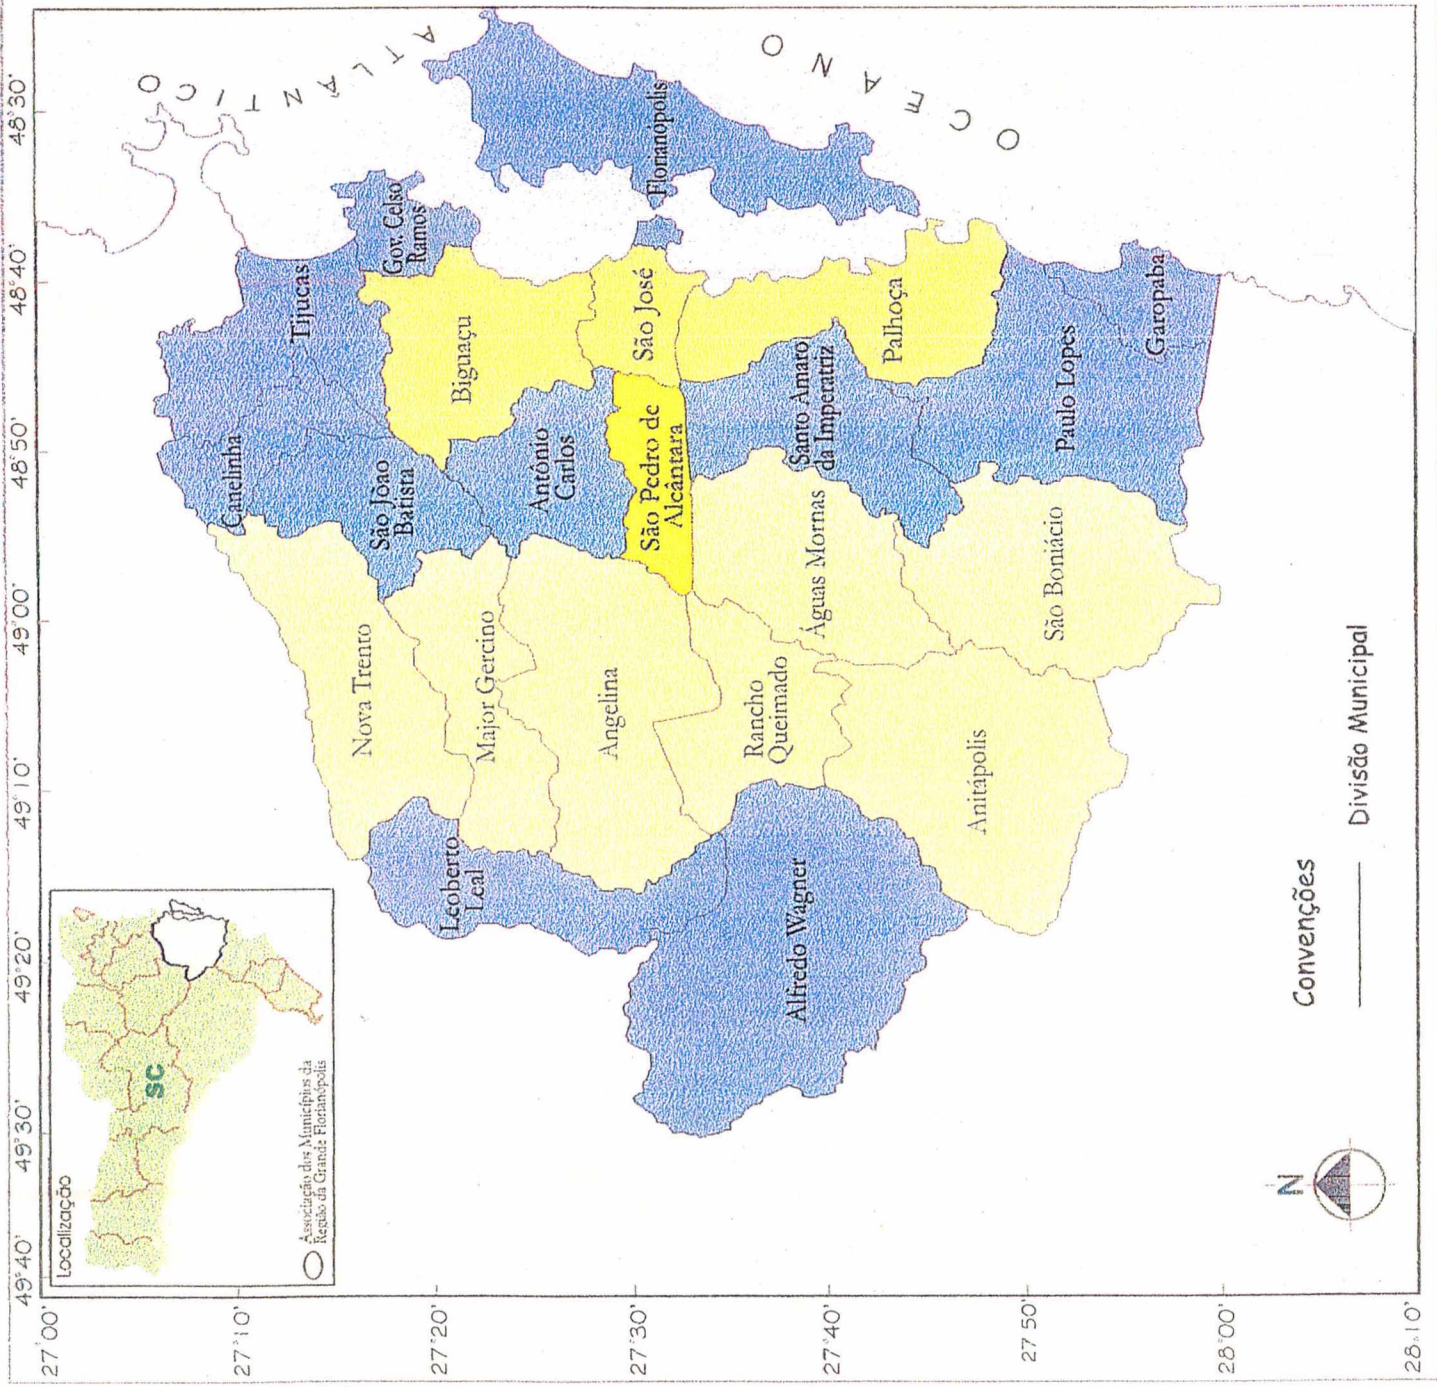 49°40'
49°30'
49°20'
49°10'
49°00'
48°50'
48°40'
48°30'
27°00'
27°10'
27°20'
27°30'
27°40'
27°50'
28°00'
28°10'
Localização
SC
Associação dos Municípios da
Região da Grande Florianópolis
OCEANO
ATLÂNTICO
Canelinha
Tijucas
São João
Batista
Gov. Celso
Ramos
Nova Trento
Major Gercino
Leoberto
Leal
Biguaçu
Antônio
Carlos
Angelina
São José
Florianópolis
São Pedro de
Alcântara
Rancho
Queimado
Águas Mornas
Santo Amaro
da Imperatriz
Palhoça
Alfredo Wagner
Anitápolis
São Boniácio
Paulo Lopes
Garopaba
N
Convenções
Divisão Municipal